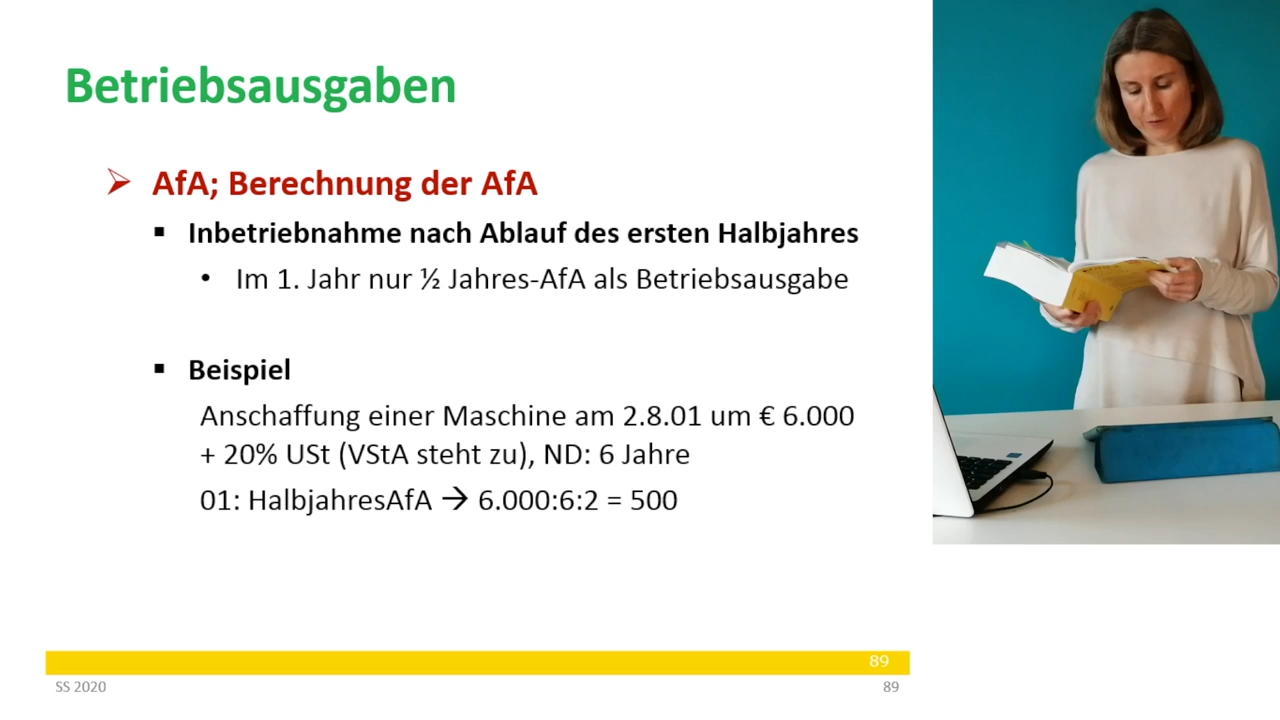 Betriebsausgaben
AfA; Berechnung der AfA
Inbetriebnahme nach Ablauf des ersten Halbjahres
Im 1. Jahr nur ½ Jahres-AfA als Betriebsausgabe
Beispiel
Anschaffung einer Maschine am 2.8.01 um € 6.000
+ 20% USt (VStA steht zu), ND: 6 Jahre
01: HalbjahresAfA → 6.000:6:2 = 500
89
SS 2020
89